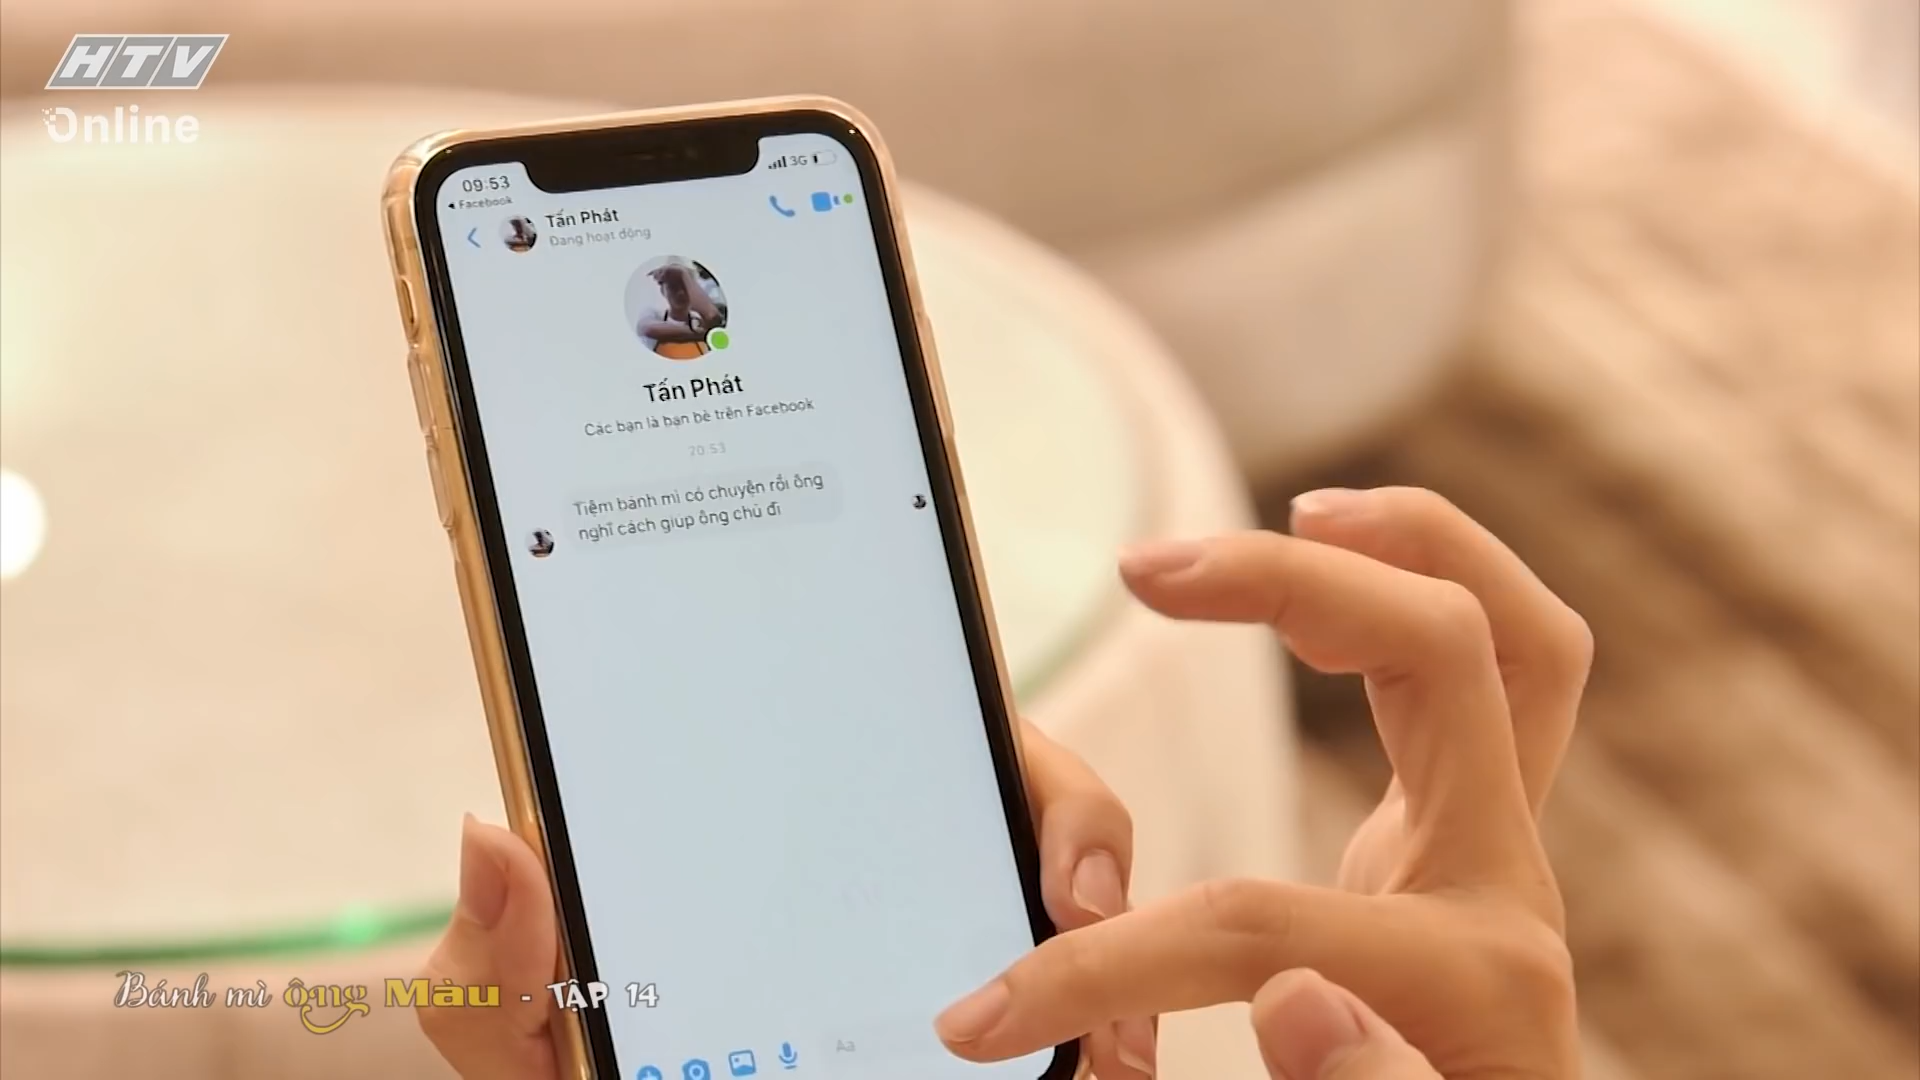 HTV
Online
09:53
3G
Facebook
Tấn Phát
Đang hoạt động
Tấn Phát
Các bạn là bạn bè trên Facebook
20:53
Tiệm bánh mì có chuyện rồi ông
nghĩ cách giúp ông chủ đi
Aa
Bánh mì ông Màu - TẬP 14